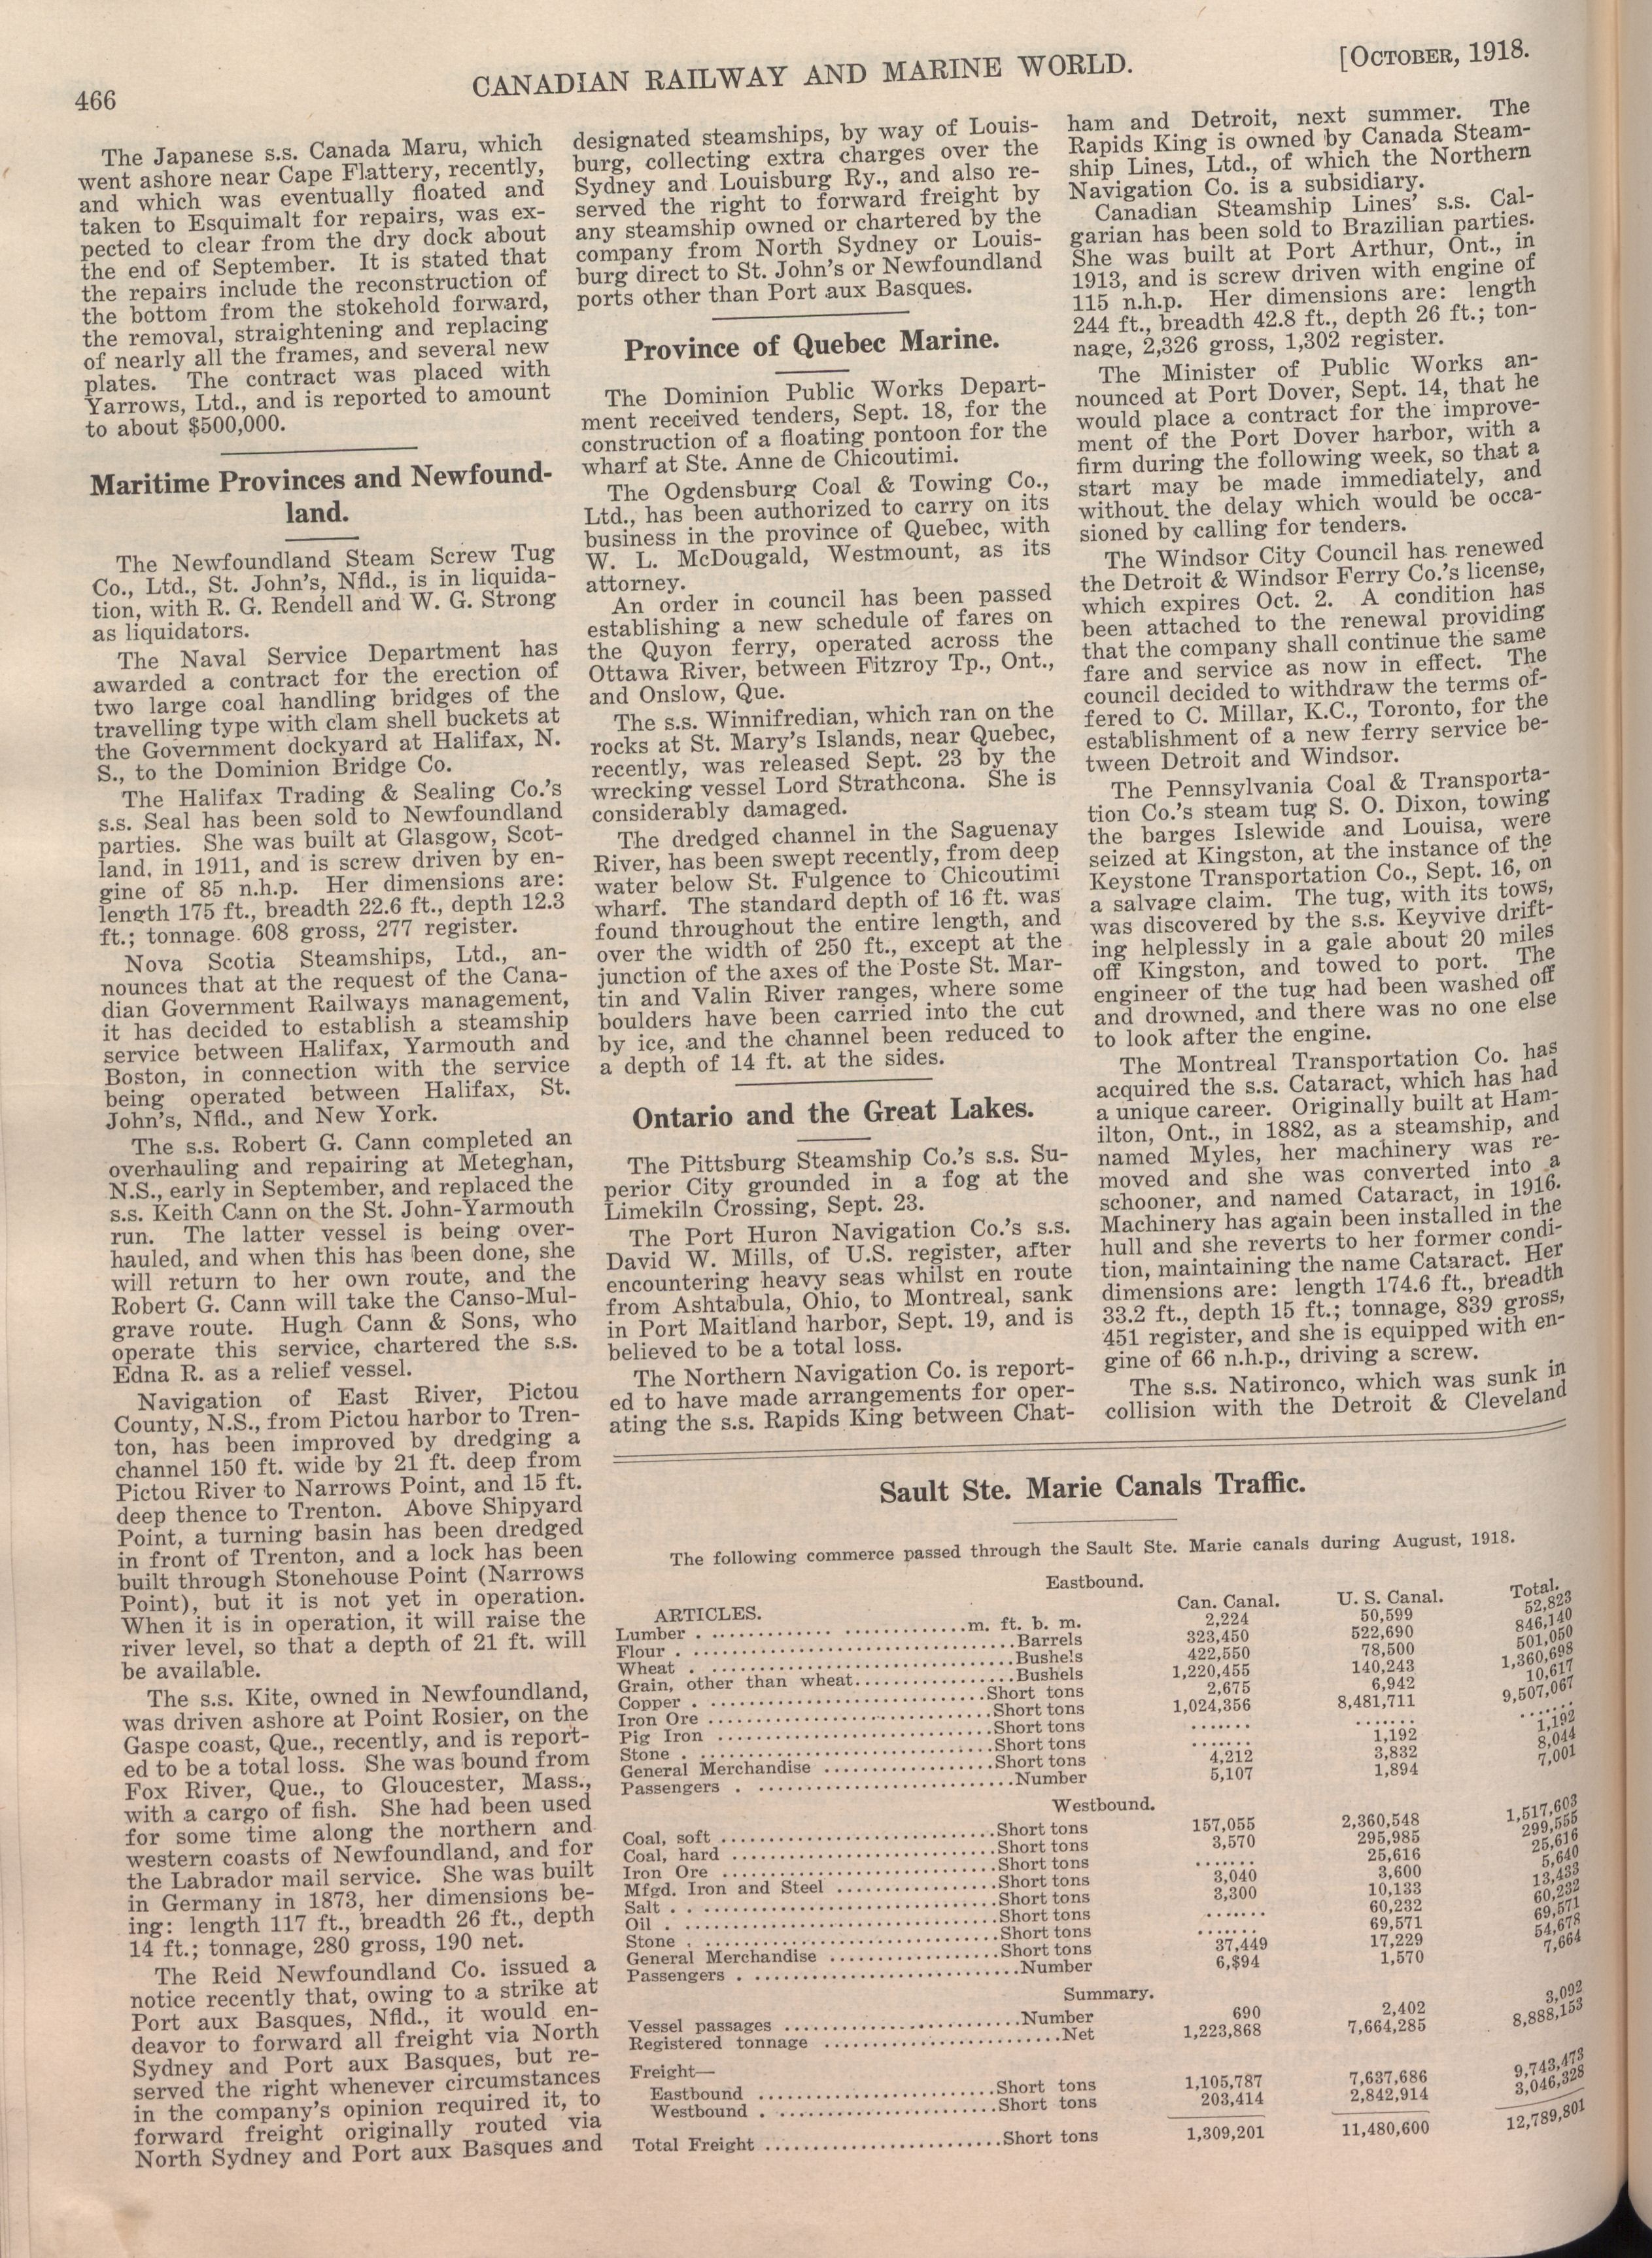 466
CANADIAN RAILWAY AND MARINE WORLD.
[OCTOBER, 1918.
The Japanese s.s. Canada Maru, which
went ashore near Cape Flattery, recently,
and which was eventually floated and
taken to Esquimalt for repairs, was ex-
pected to clear from the dry dock about
the end of September. It is stated that
the repairs include the reconstruction of
the bottom from the stokehold forward,
the removal, straightening and replacing
of nearly all the frames, and several new
plates. The contract was placed with
Yarrows, Ltd., and is reported to amount
to about $500,000.
Maritime Provinces and Newfound-
land.
The Newfoundland Steam Screw Tug
Co., Ltd., St. John's, Nfld., is in liquida-
tion, with R. G. Rendell and W. G. Strong
as liquidators.
The Naval Service Department has
awarded a contract for the erection of
two large coal handling bridges of the
travelling type with clam shell buckets at
the Government dockyard at Halifax, N.
S., to the Dominion Bridge Co.
The Halifax Trading & Sealing Co.'s
s.s. Seal has been sold to Newfoundland
parties. She was built at Glasgow, Scot-
land, in 1911, and is screw driven by en-
gine of 85 n.h.p. Her dimensions are:
length 175 ft., breadth 22.6 ft., depth 12.3
ft.; tonnage. 608 gross, 277 register.
Nova Scotia Steamships, Ltd., an-
nounces that at the request of the Cana-
dian Government Railways management,
it has decided to establish a steamship
service between Halifax, Yarmouth and
Boston, in connection with the service
being operated between Halifax, St.
John's, Nfld., and New York.
The s.s. Robert G. Cann completed an
overhauling and repairing at Meteghan,
N.S., early in September, and replaced the
s.s. Keith Cann on the St. John-Yarmouth
run. The latter vessel is being over-
hauled, and when this has been done, she
will return to her own route, and the
Robert G. Cann will take the Canso-Mul-
grave route. Hugh Cann & Sons, who
operate this service, chartered the s.s.
Edna R. as a relief vessel.
Navigation of East River, Pictou
County, N.S., from Pictou harbor to Tren-
ton, has been improved by dredging a
channel 150 ft. wide by 21 ft. deep from
Pictou River to Narrows Point, and 15 ft.
deep thence to Trenton. Above Shipyard
Point, a turning basin has been dredged
in front of Trenton, and a lock has been
built through Stonehouse Point (Narrows
Point), but it is not yet in operation.
When it is in operation, it will raise the
river level, so that a depth of 21 ft. will
be available.
The s.s. Kite, owned in Newfoundland,
was driven ashore at Point Rosier, on the
Gaspe coast, Que., recently, and is report-
ed to be a total loss. She was bound from
Fox River, Que., to Gloucester, Mass.,
with a cargo of fish. She had been used
for some time along the northern and
western coasts of Newfoundland, and for
the Labrador mail service. She was built
in Germany in 1873, her dimensions be-
ing: length 117 ft., breadth 26 ft., depth
14 ft.; tonnage, 280 gross, 190 net.
The Reid Newfoundland Co. issued a
notice recently that, owing to a strike at
Port aux Basques, Nfld., it would en-
deavor to forward all freight via North
Sydney and Port aux Basques, but re-
served the right whenever circumstances
in the company's opinion required it, to
forward freight originally routed via
North Sydney and Port aux Basques and
designated steamships, by way of Louis-
burg, collecting extra charges over the
Sydney and Louisburg Ry., and also re-
served the right to forward freight by
any steamship owned or chartered by the
company from North Sydney or Louis-
burg direct to St. John's or Newfoundland
ports other than Port aux Basques.
Province of Quebec Marine.
The Dominion Public Works Depart-
ment received tenders, Sept. 18, for the
construction of a floating pontoon for the
wharf at Ste. Anne de Chicoutimi.
The Ogdensburg Coal & Towing Co.,
Ltd., has been authorized to carry on its
business in the province of Quebec, with
W. L. McDougald, Westmount, as its
attorney.
An order in council has been passed
establishing a new schedule of fares on
the Quyon ferry, operated across the
Ottawa River, between Fitzroy Tp., Ont.,
and Onslow, Que.
The s.s. Winnifredian, which ran on the
rocks at St. Mary's Islands, near Quebec,
recently, was released Sept. 23 by the
wrecking vessel Lord Strathcona. She is
considerably damaged.
The dredged channel in the Saguenay
River, has been swept recently, from deep
water below St. Fulgence to Chicoutimi
wharf. The standard depth of 16 ft. was
found throughout the entire length, and
over the width of 250 ft., except at the
junction of the axes of the Poste St. Mar-
tin and Valin River ranges, where some
boulders have been carried into the cut
by ice, and the channel been reduced to
a depth of 14 ft. at the sides.
Ontario and the Great Lakes.
The Pittsburg Steamship Co.'s s.s. Su-
perior City grounded in a fog at the
Limekiln Crossing, Sept. 23.
The Port Huron Navigation Co.'s s.s.
David W. Mills, of U.S. register, after
encountering heavy seas whilst en route
from Ashtabula, Ohio, to Montreal, sank
in Port Maitland harbor, Sept. 19, and is
believed to be a total loss.
The Northern Navigation Co. is report-
ed to have made arrangements for oper-
ating the s.s. Rapids King between Chat-
ham and Detroit, next summer. The
Rapids King is owned by Canada Steam-
ship Lines, Ltd., of which the Northern
Navigation Co. is a subsidiary.
Canadian Steamship Lines' s.s. Cal-
garian has been sold to Brazilian parties.
She was built at Port Arthur, Ont., in
1913, and is screw driven with engine of
115 n.h.p. Her dimensions are: length
244 ft., breadth 42.8 ft., depth 26 ft.; ton-
nage, 2,326 gross, 1,302 register.
The Minister of Public Works an-
nounced at Port Dover, Sept. 14, that he
would place a contract for the improve-
ment of the Port Dover harbor, with a
firm during the following week, so that a
start may be made immediately, and
without the delay which would be occa-
sioned by calling for tenders.
The Windsor City Council has renewed
the Detroit & Windsor Ferry Co.'s license,
which expires Oct. 2. A condition has
been attached to the renewal providing
that the company shall continue the same
fare and service as now in effect. The
council decided to withdraw the terms of-
fered to C. Millar, K.C., Toronto, for the
establishment of a new ferry service be-
tween Detroit and Windsor.
The Pennsylvania Coal & Transporta-
tion Co.'s steam tug S. O. Dixon, towing
the barges Islewide and Louisa, were
seized at Kingston, at the instance of the
Keystone Transportation Co., Sept. 16, on
a salvage claim. The tug, with its tows,
was discovered by the s.s. Keyvive drift-
ing helplessly in a gale about 20 miles
off Kingston, and towed to port. The
engineer of the tug had been washed off
and drowned, and there was no one else
to look after the engine.
The Montreal Transportation Co. has
acquired the s.s. Cataract, which has had
a unique career. Originally built at Ham-
ilton, Ont., in 1882, as a steamship, and
named Myles, her machinery was re-
moved and she was converted into a
schooner, and named Cataract, in 1916.
Machinery has again been installed in the
hull and she reverts to her former condi-
tion, maintaining the name Cataract. Her
dimensions are: length 174.6 ft., breadth
33.2 ft., depth 15 ft.; tonnage, 839 gross,
451 register, and she is equipped with en-
gine of 66 n.h.p., driving a screw.
The s.s. Natironco, which was sunk in
collision with the Detroit & Cleveland
Sault Ste. Marie Canals Traffic.
The following commerce passed through the Sault Ste. Marie canals during August, 1918.
Eastbound.
ARTICLES. Can. Canal. U. S. Canal. Total.
Lumber . ............ ..............m. ft. b. m. 2,224 50,599 52,823
Flour . ..................................Barrels 323,450 522,690 846,140
Wheat . ..................................Bushels 422,550 78,500 501,050
Grain, other than wheat.................Bushels 1,220,455 140,243 1,360,698
Copper . .............................Short tons 2,675 6,942 10,617
Iron Ore .............................Short tons 1,024,356 8,481,711 9,507,067
Pig Iron .............................Short tons ....... ....... ......
Stone . ..............................Short tons ....... 1,192 1,192
General Merchandise ..................Short tons 4,212 3,832 8,044
Passengers . .............................Number 5,107 1,894 7,001
Westbound.
Coal, soft ...........................Short tons 157,055 2,360,548 1,517,603
Coal, hard ...........................Short tons 3,570 295,985 299,555
Iron Ore .............................Short tons ....... 25,616 25,616
Mfgd. Iron and Steel .................Short tons 3,040 3,600 5,640
Salt . ...............................Short tons 3,300 10,133 13,433
Oil . ................................Short tons ....... 60,232 60,232
Stone . ..............................Short tons ....... 69,571 69,571
General Merchandise ..................Short tons 37,449 17,229 54,678
Passengers . .............................Number 6,$94 1,570 7,664
Summary.
Vessel passages ..........................Number 690 2,402 3,092
Registered tonnage ..........................Net 1,223,868 7,664,285 8,888,153
Freight—
Eastbound ............................Short tons 1,105,787 7,637,686 9,743,473
Westbound . ..........................Short tons 203,414 2,842,914 3,046,328
Total Freight ........................Short tons 1,309,201 11,480,600 12,789,801